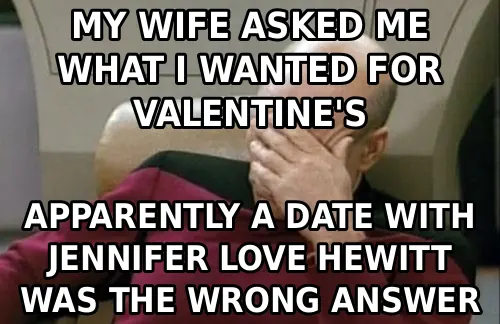 MY WIFE ASKED ME
WHAT I WANTED FOR
VALENTINE'S
APPARENTLY A DATE WITH
JENNIFER LOVE HEWITT
WAS THE WRONG ANSWER